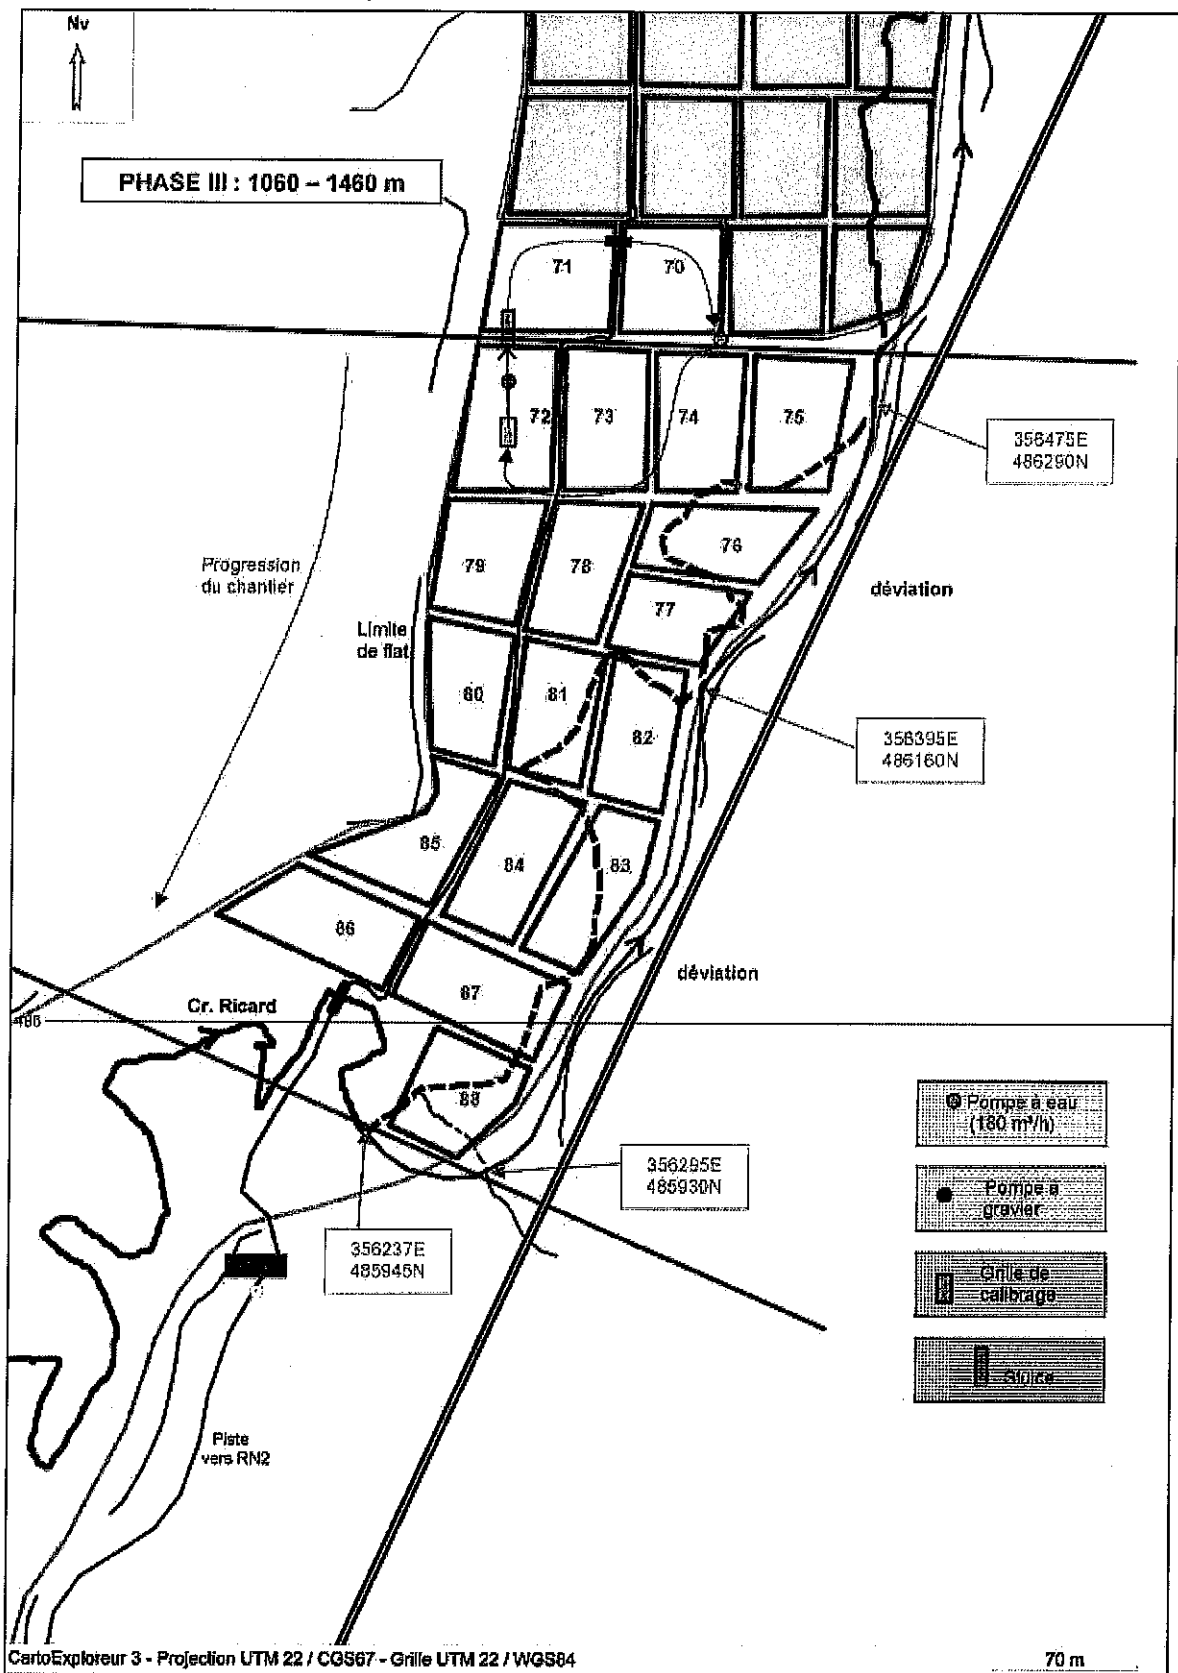 Nv
PHASE III : 1060 – 1460 m
71
70
72
73
74
75
356475E
486290N
76
79
78
77
Progression
du chantier
déviation
Limite
de flat
80
81
82
356395E
486160N
85
84
83
86
87
déviation
Cr. Ricard
486
88
Pompe à eau
(180 m³/h)
356295E
485930N
Pompe à
gravier
356237E
485945N
Grille de
calibrage
Sluice
Piste
vers RN2
CartoExploreur 3 - Projection UTM 22 / CGS67 - Grille UTM 22 / WGS84
70 m